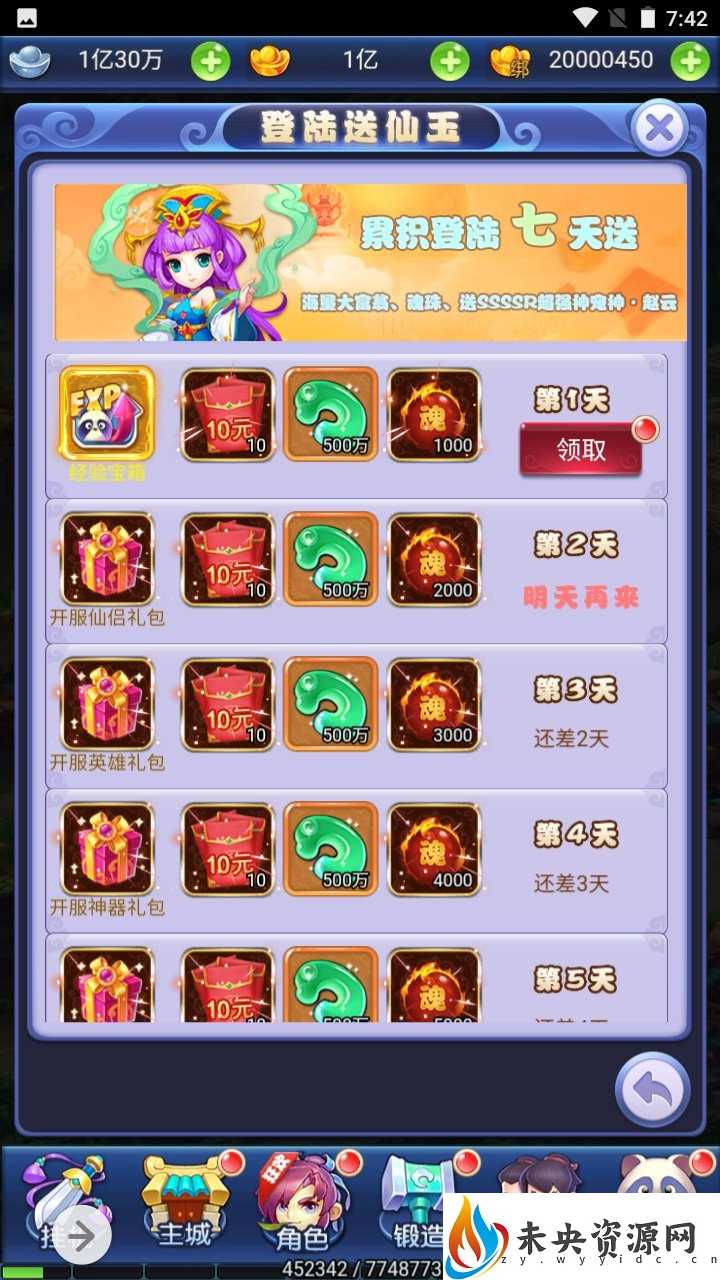 7:42
1亿30万
1亿
绑
20000450
登陆送仙玉
累积登陆七天送
海量大富翁、魂珠、送SSSSR超强神宠神·赵云
EXP
经验宝箱
10元
10
500万
魂
1000
第1天
领取
开服仙侣礼包
10元
10
500万
魂
2000
第2天
明天再来
开服英雄礼包
10元
10
500万
魂
3000
第3天
还差2天
开服神器礼包
10元
10
500万
魂
4000
第4天
还差3天
10元
魂
第5天
主城
狂欢
角色
锻造
452342 / 7748773
未央资源网
zy.wyyidc.cn